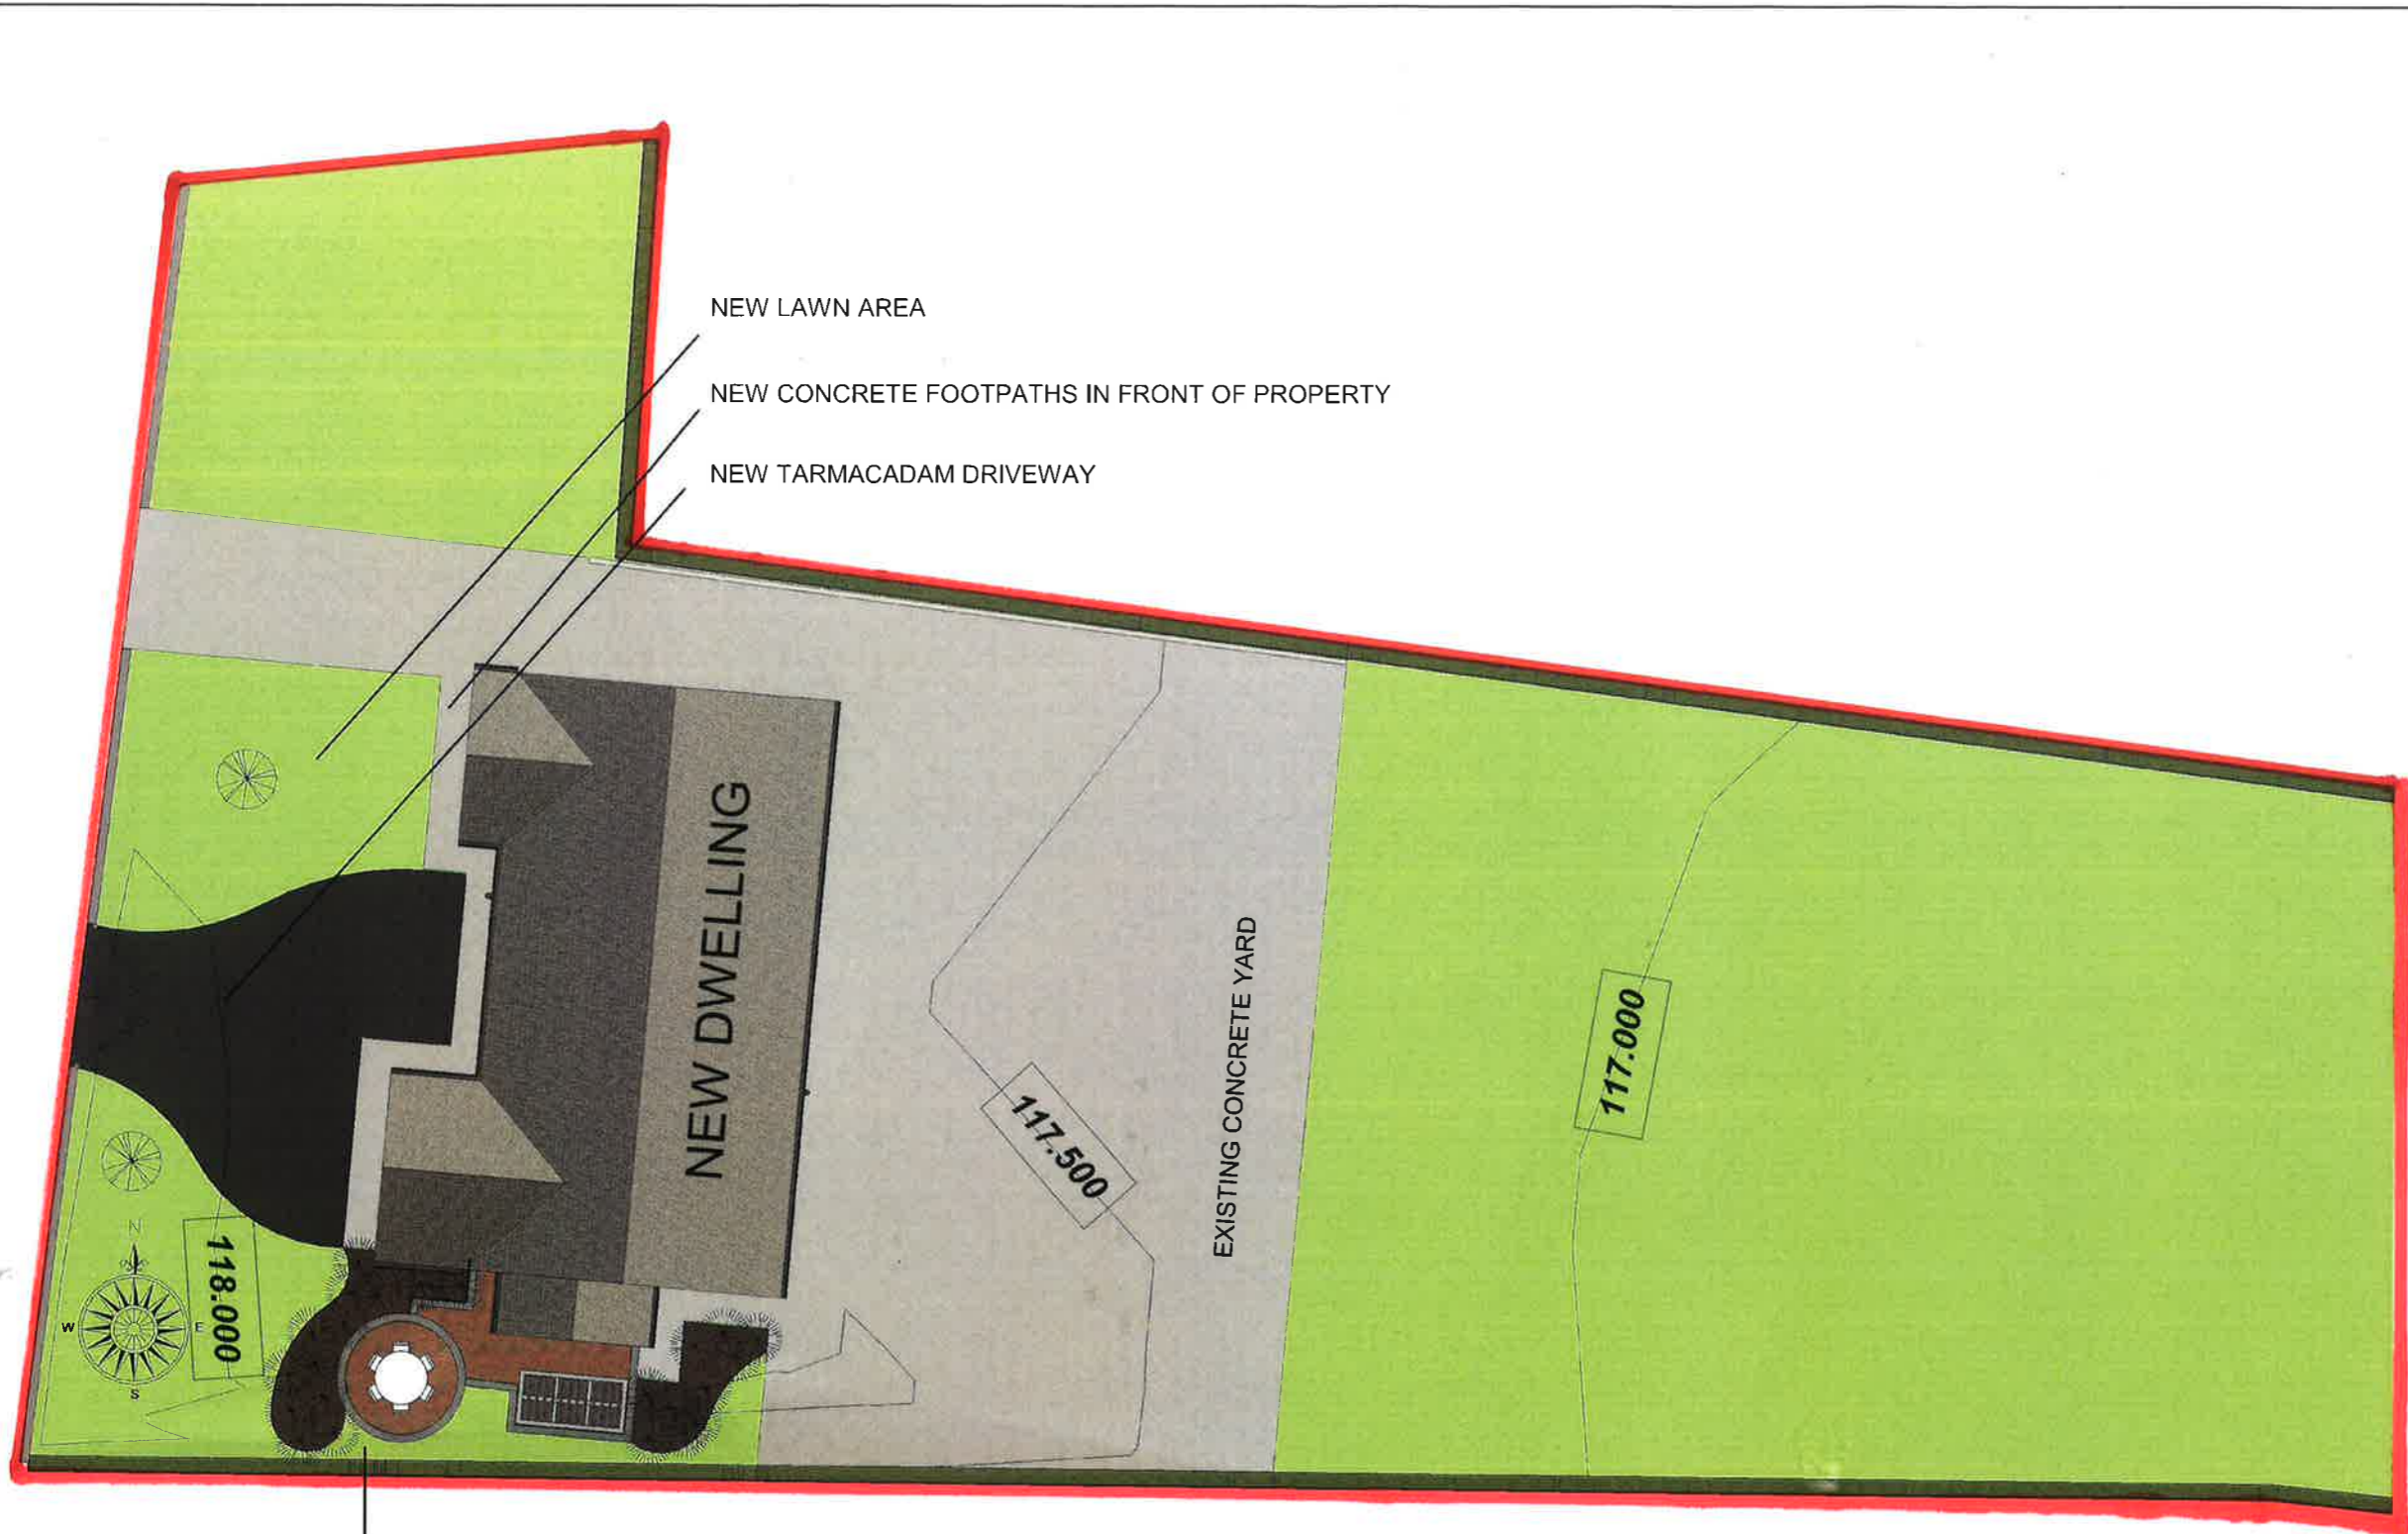 NEW LAWN AREA
NEW CONCRETE FOOTPATHS IN FRONT OF PROPERTY
NEW TARMACADAM DRIVEWAY
NEW DWELLING
EXISTING CONCRETE YARD
117.000
117.500
118.000
N
W
E
S